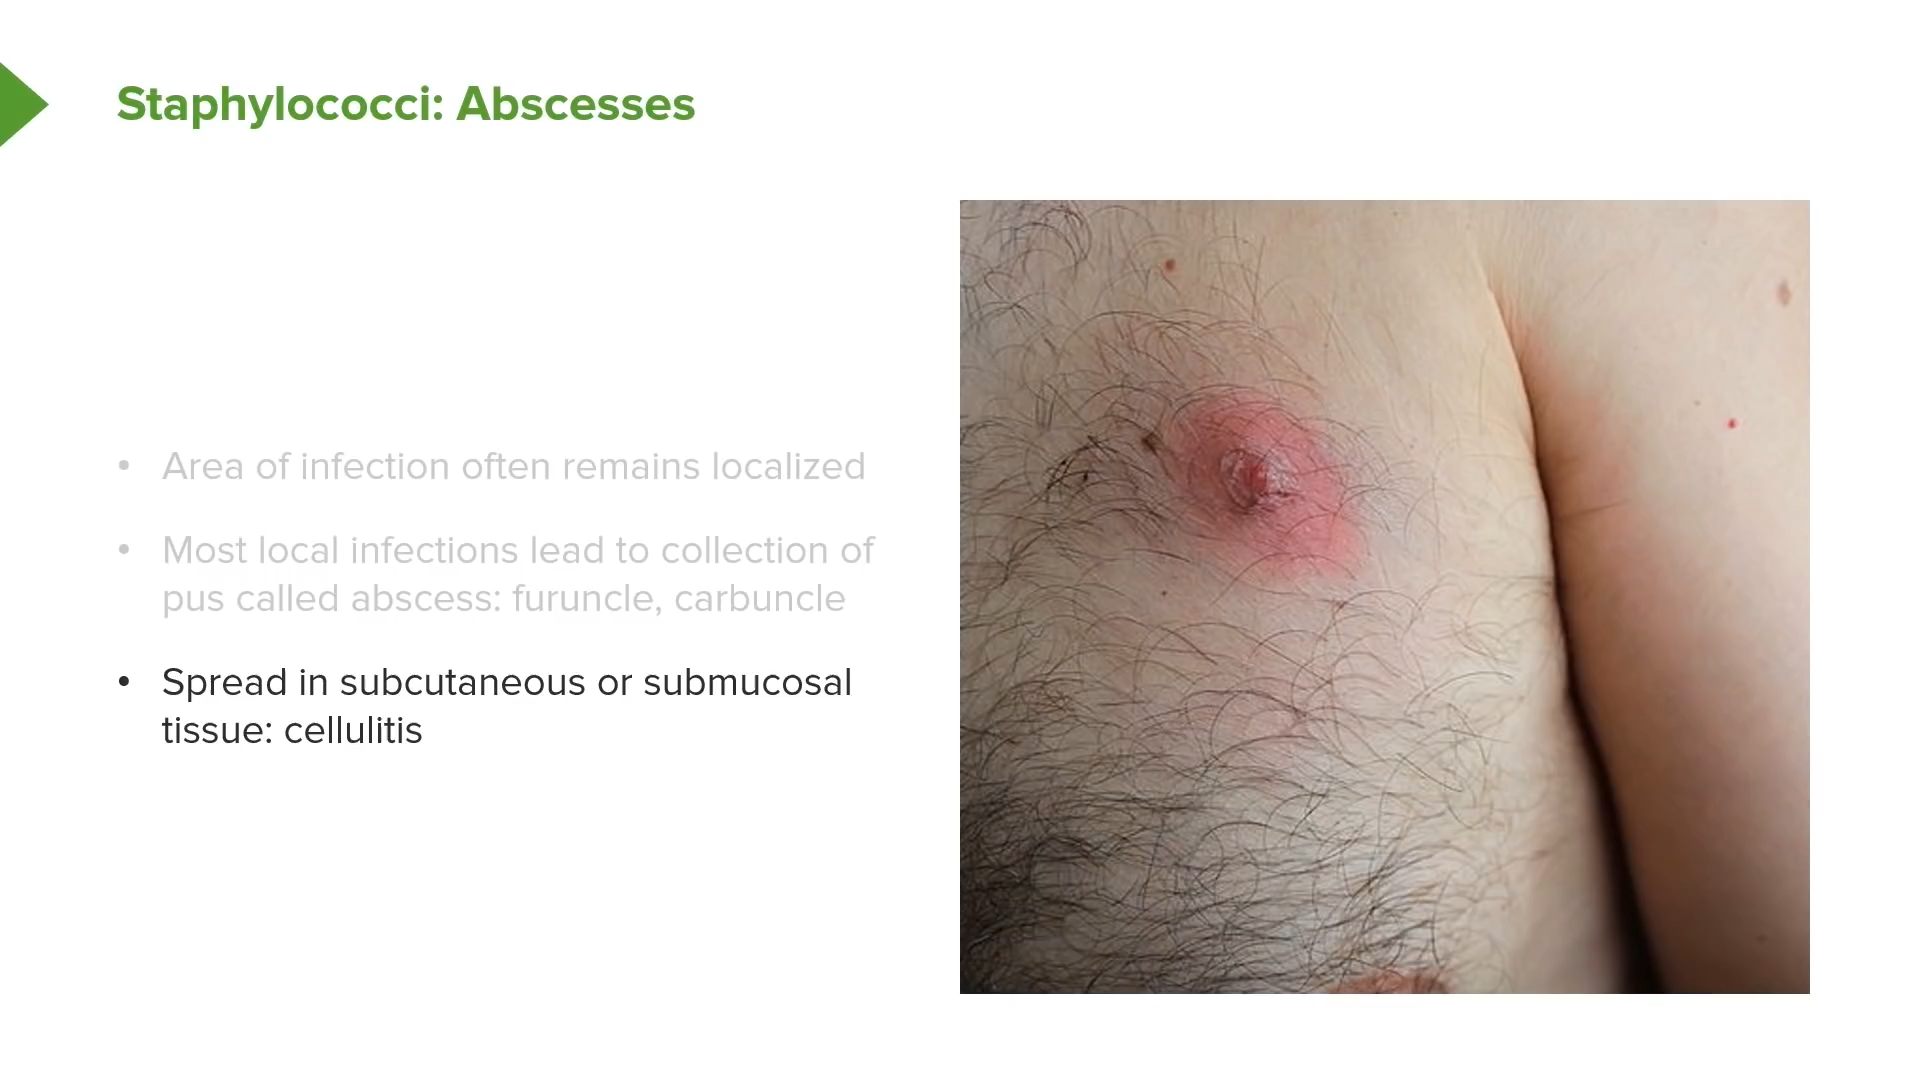 Staphylococci: Abscesses
• Area of infection often remains localized
• Most local infections lead to collection of
pus called abscess: furuncle, carbuncle
• Spread in subcutaneous or submucosal
tissue: cellulitis